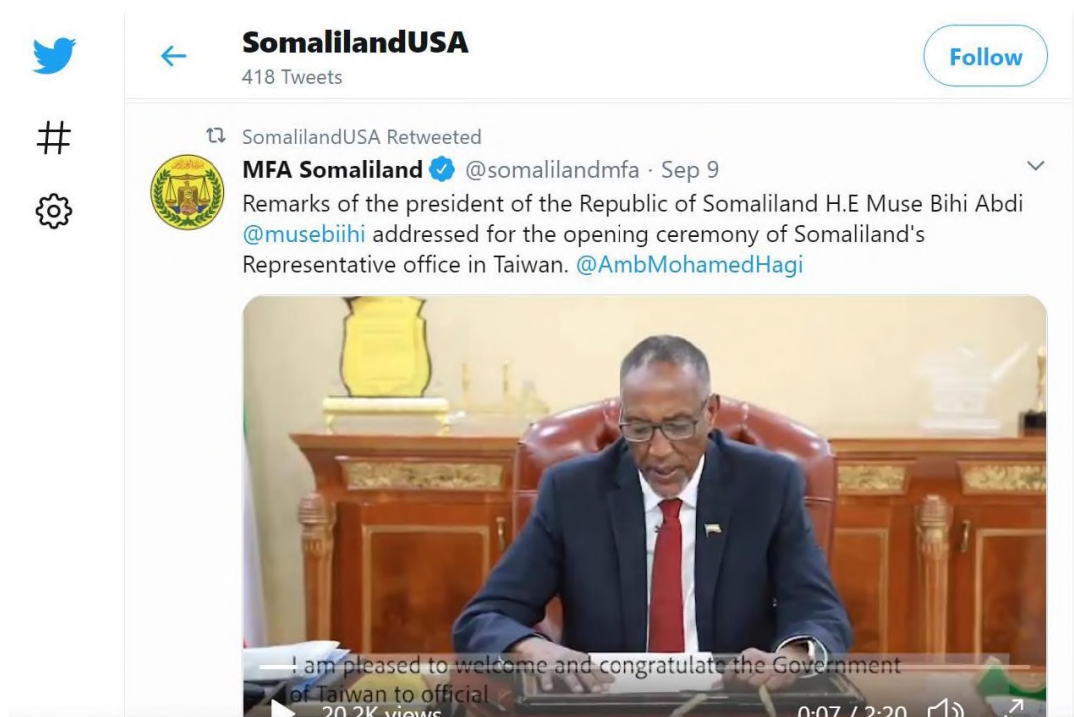 SomalilandUSA
418 Tweets
Follow
SomalilandUSA Retweeted
MFA Somaliland @somalilandmfa · Sep 9
Remarks of the president of the Republic of Somaliland H.E Muse Bihi Abdi
@musebiihi addressed for the opening ceremony of Somaliland's
Representative office in Taiwan. @AmbMohamedHagi
I am pleased to welcome and congratulate the Government
of Taiwan to official
20.2K views
0:07 / 2:20